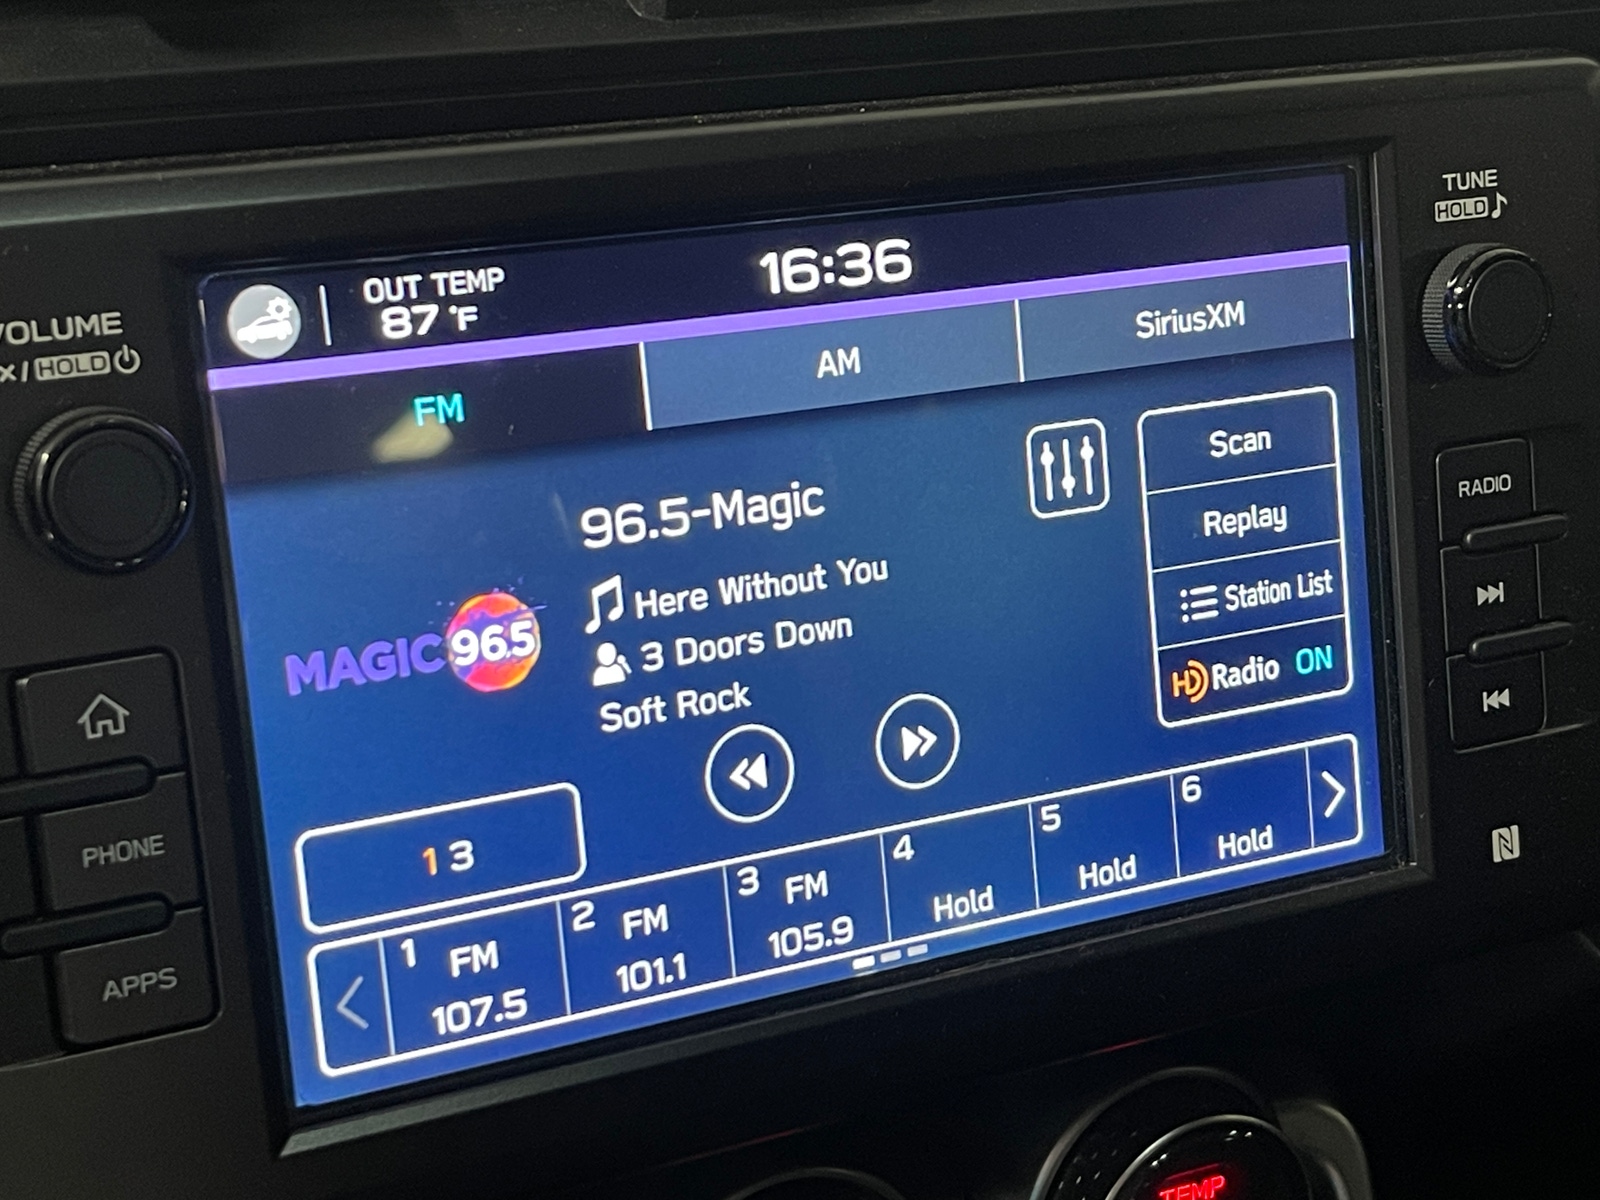 TUNE
HOLD
OUT TEMP
87 °F
16:36
VOLUME
HOLD
FM
AM
SiriusXM
Scan
96.5-Magic
RADIO
Replay
Here Without You
Station List
MAGIC 96.5
3 Doors Down
HD Radio ON
Soft Rock
PHONE
1 3
1 FM 107.5
2 FM 101.1
3 FM 105.9
4 Hold
5 Hold
6 Hold
APPS
TEMP